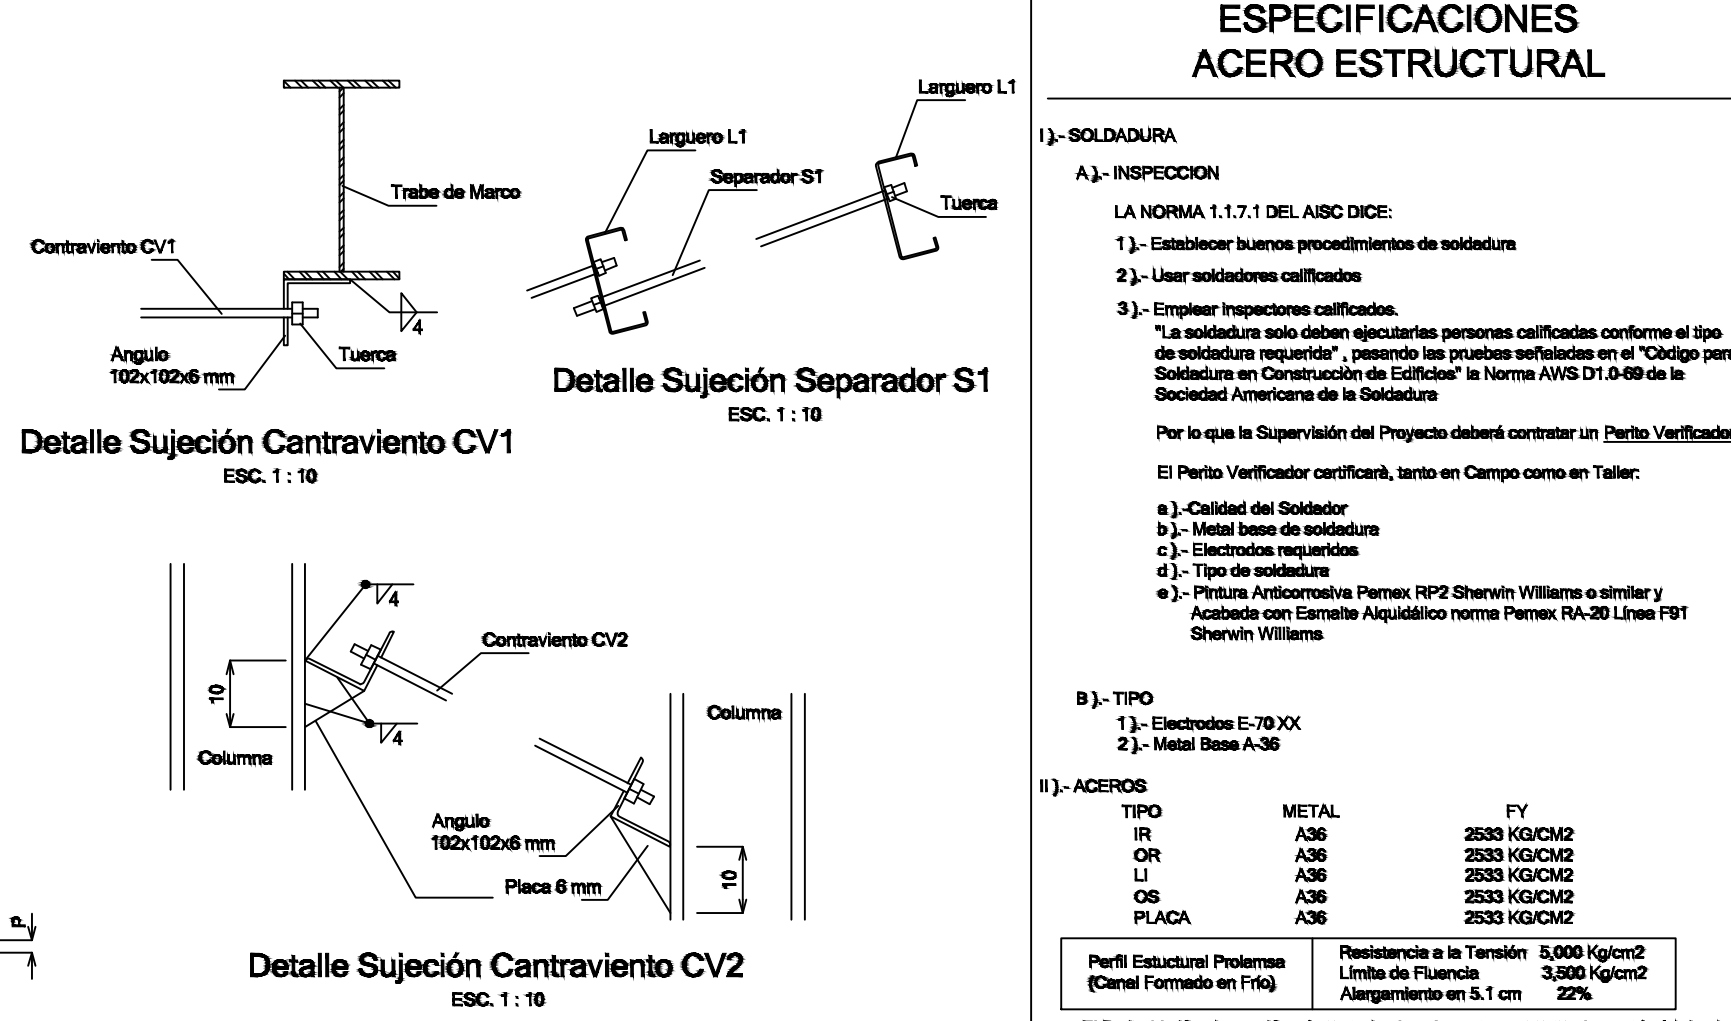 Larguero L1
Larguero L1
Separador S1
Trabe de Marco
Tuerca
Contraviento CV1
4
Angulo
102x102x6 mm
Tuerca
Detalle Sujeción Separador S1
ESC. 1 : 10
Detalle Sujeción Cantraviento CV1
ESC. 1 : 10
4
Contraviento CV2
10
4
Columna
Columna
Angulo
102x102x6 mm
Placa 6 mm
10
P
Detalle Sujeción Cantraviento CV2
ESC. 1 : 10
ESPECIFICACIONES
ACERO ESTRUCTURAL
I ).- SOLDADURA
A ).- INSPECCION
LA NORMA 1.1.7.1 DEL AISC DICE:
1 ).- Establecer buenos procedimientos de soldadura
2 ).- Usar soldadores calificados
3 ).- Emplear inspectores calificados.
"La soldadura solo deben ejecutarlas personas calificadas conforme el tipo
de soldadura requerida" , pasando las pruebas señaladas en el "Còdigo para
Soldadura en Construcciòn de Edificios" la Norma AWS D1.0-69 de la
Sociedad Americana de la Soldadura
Por lo que la Supervisión del Proyecto deberá contratar un Perito Verificador
El Perito Verificador certificarà, tanto en Campo como en Taller:
a ).-Calidad del Soldador
b ).- Metal base de soldadura
c ).- Electrodos requeridos
d ).- Tipo de soldadura
e ).- Pintura Anticorrosiva Pemex RP2 Sherwin Williams o similar y
Acabada con Esmalte Alquidálico norma Pemex RA-20 Línea F91
Sherwin Williams
B ).- TIPO
1 ).- Electrodos E-70 XX
2 ).- Metal Base A-36
II ).- ACEROS
TIPO METAL FY
IR A36 2533 KG/CM2
OR A36 2533 KG/CM2
LI A36 2533 KG/CM2
OS A36 2533 KG/CM2
PLACA A36 2533 KG/CM2
Perfil Estuctural Prolamsa
(Canal Formado en Frío)
Resistencia a la Tensión 5,000 Kg/cm2
Límite de Fluencia 3,500 Kg/cm2
Alargamiento en 5.1 cm 22%